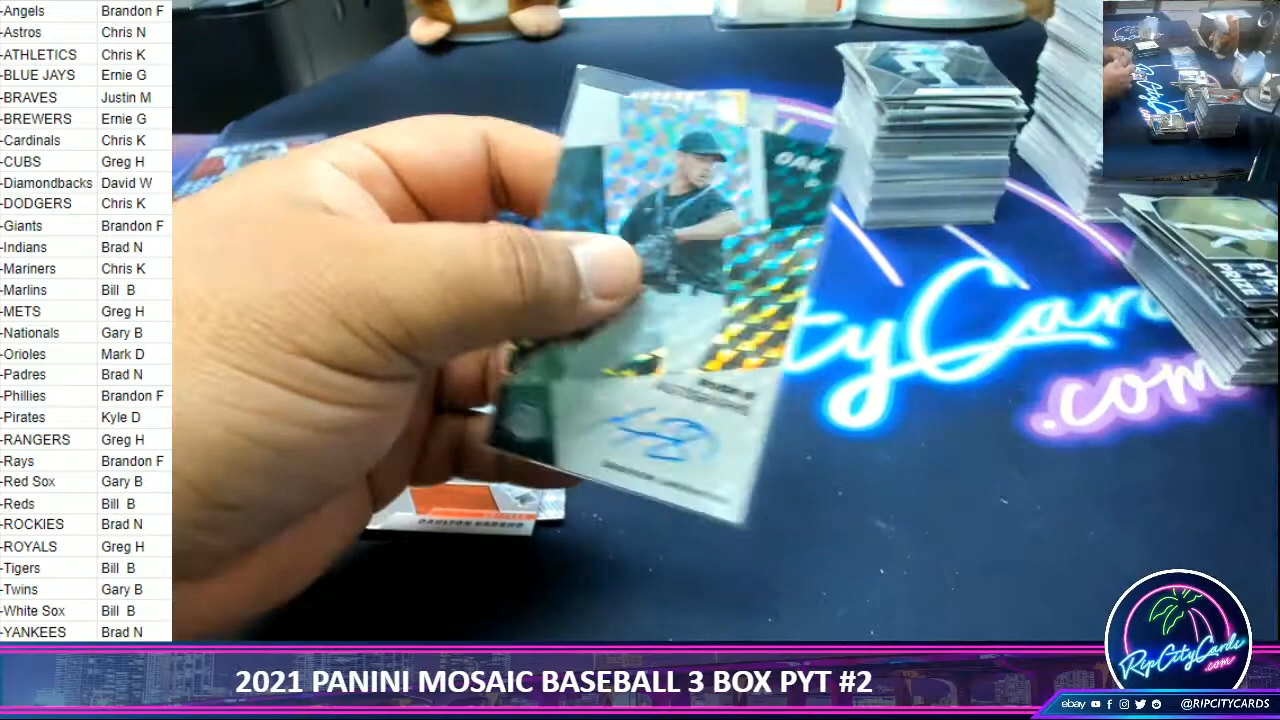 -Angels Brandon F
-Astros Chris N
-ATHLETICS Chris K
-BLUE JAYS Ernie G
-BRAVES Justin M
-BREWERS Ernie G
-Cardinals Chris K
-CUBS Greg H
-Diamondbacks David W
-DODGERS Chris K
-Giants Brandon F
-Indians Brad N
-Mariners Chris K
-Marlins Bill B
-METS Greg H
-Nationals Gary B
-Orioles Mark D
-Padres Brad N
-Phillies Brandon F
-Pirates Kyle D
-RANGERS Greg H
-Rays Brandon F
-Red Sox Gary B
-Reds Bill B
-ROCKIES Brad N
-ROYALS Greg H
-Tigers Bill B
-Twins Gary B
-White Sox Bill B
-YANKEES Brad N
OAK
tyCar
.com
RipCityCards
.com
2021 PANINI MOSAIC BASEBALL 3 BOX PYT #2
ebay @RIPCITYCARDS